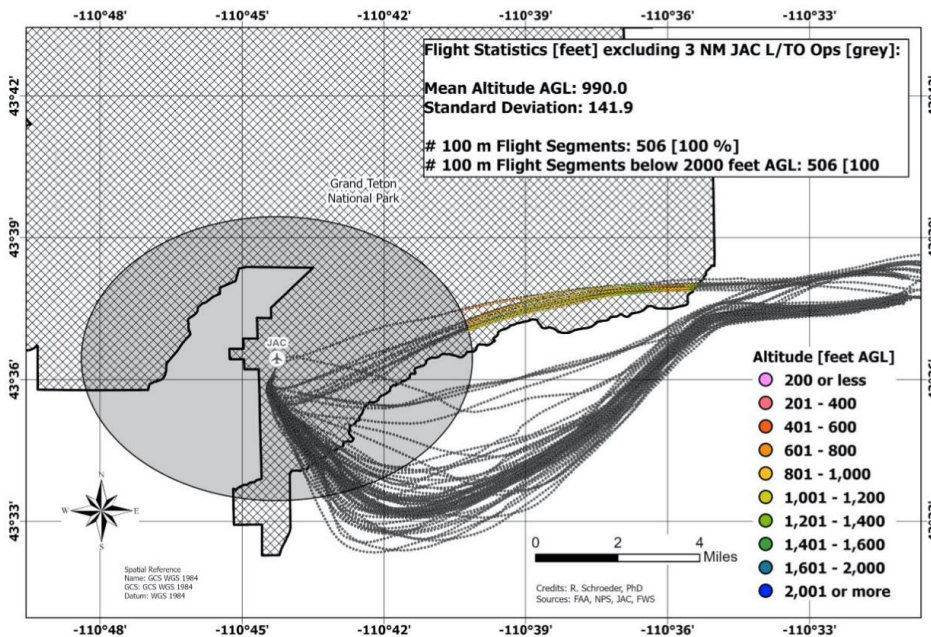 -110°48' -110°45' -110°42' -110°39' -110°36' -110°33'
Flight Statistics [feet] excluding 3 NM JAC L/TO Ops [grey]:
Mean Altitude AGL: 990.0
Standard Deviation: 141.9
# 100 m Flight Segments: 506 [100 %]
# 100 m Flight Segments below 2000 feet AGL: 506 [100
43°42'
Grand Teton
National Park
43°39'
JAC
43°36'
Altitude [feet AGL]
200 or less
201 - 400
401 - 600
601 - 800
801 - 1,000
1,001 - 1,200
1,201 - 1,400
1,401 - 1,600
1,601 - 2,000
2,001 or more
N
W E
S
43°33'
0 2 4
Miles
Spatial Reference
Name: GCS WGS 1984
GCS: GCS WGS 1984
Datum: WGS 1984
Credits: R. Schroeder, PhD
Sources: FAA, NPS, JAC, FWS
-110°48' -110°45' -110°42' -110°39' -110°36' -110°33'